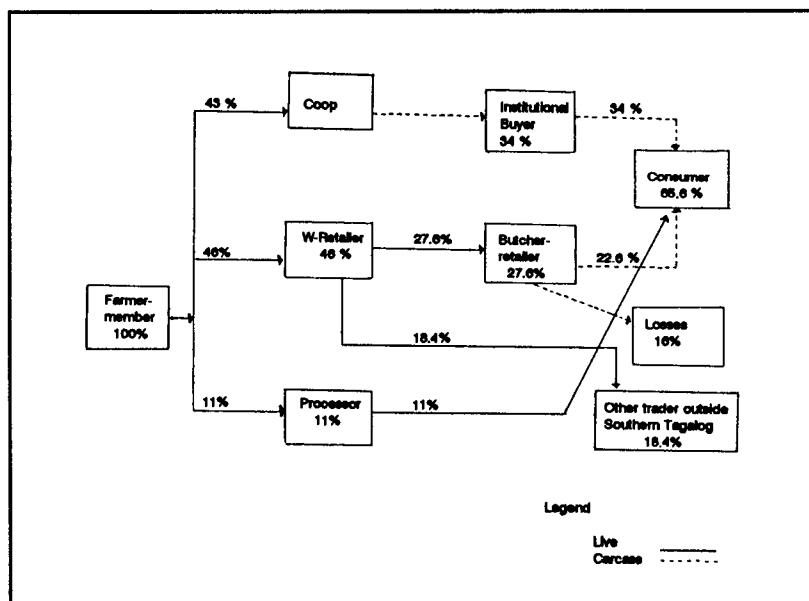 43 %
Coop
Institutional
Buyer
34 %
34 %
Consumer
65.6 %
46%
W-Retailer
46 %
27.6%
Butcher-
retailer
27.6%
22.6 %
Farmer-
member
100%
Losses
16%
18.4%
11%
Processor
11%
11%
Other trader outside
Southern Tagalog
18.4%
Legend
Live
Carcase